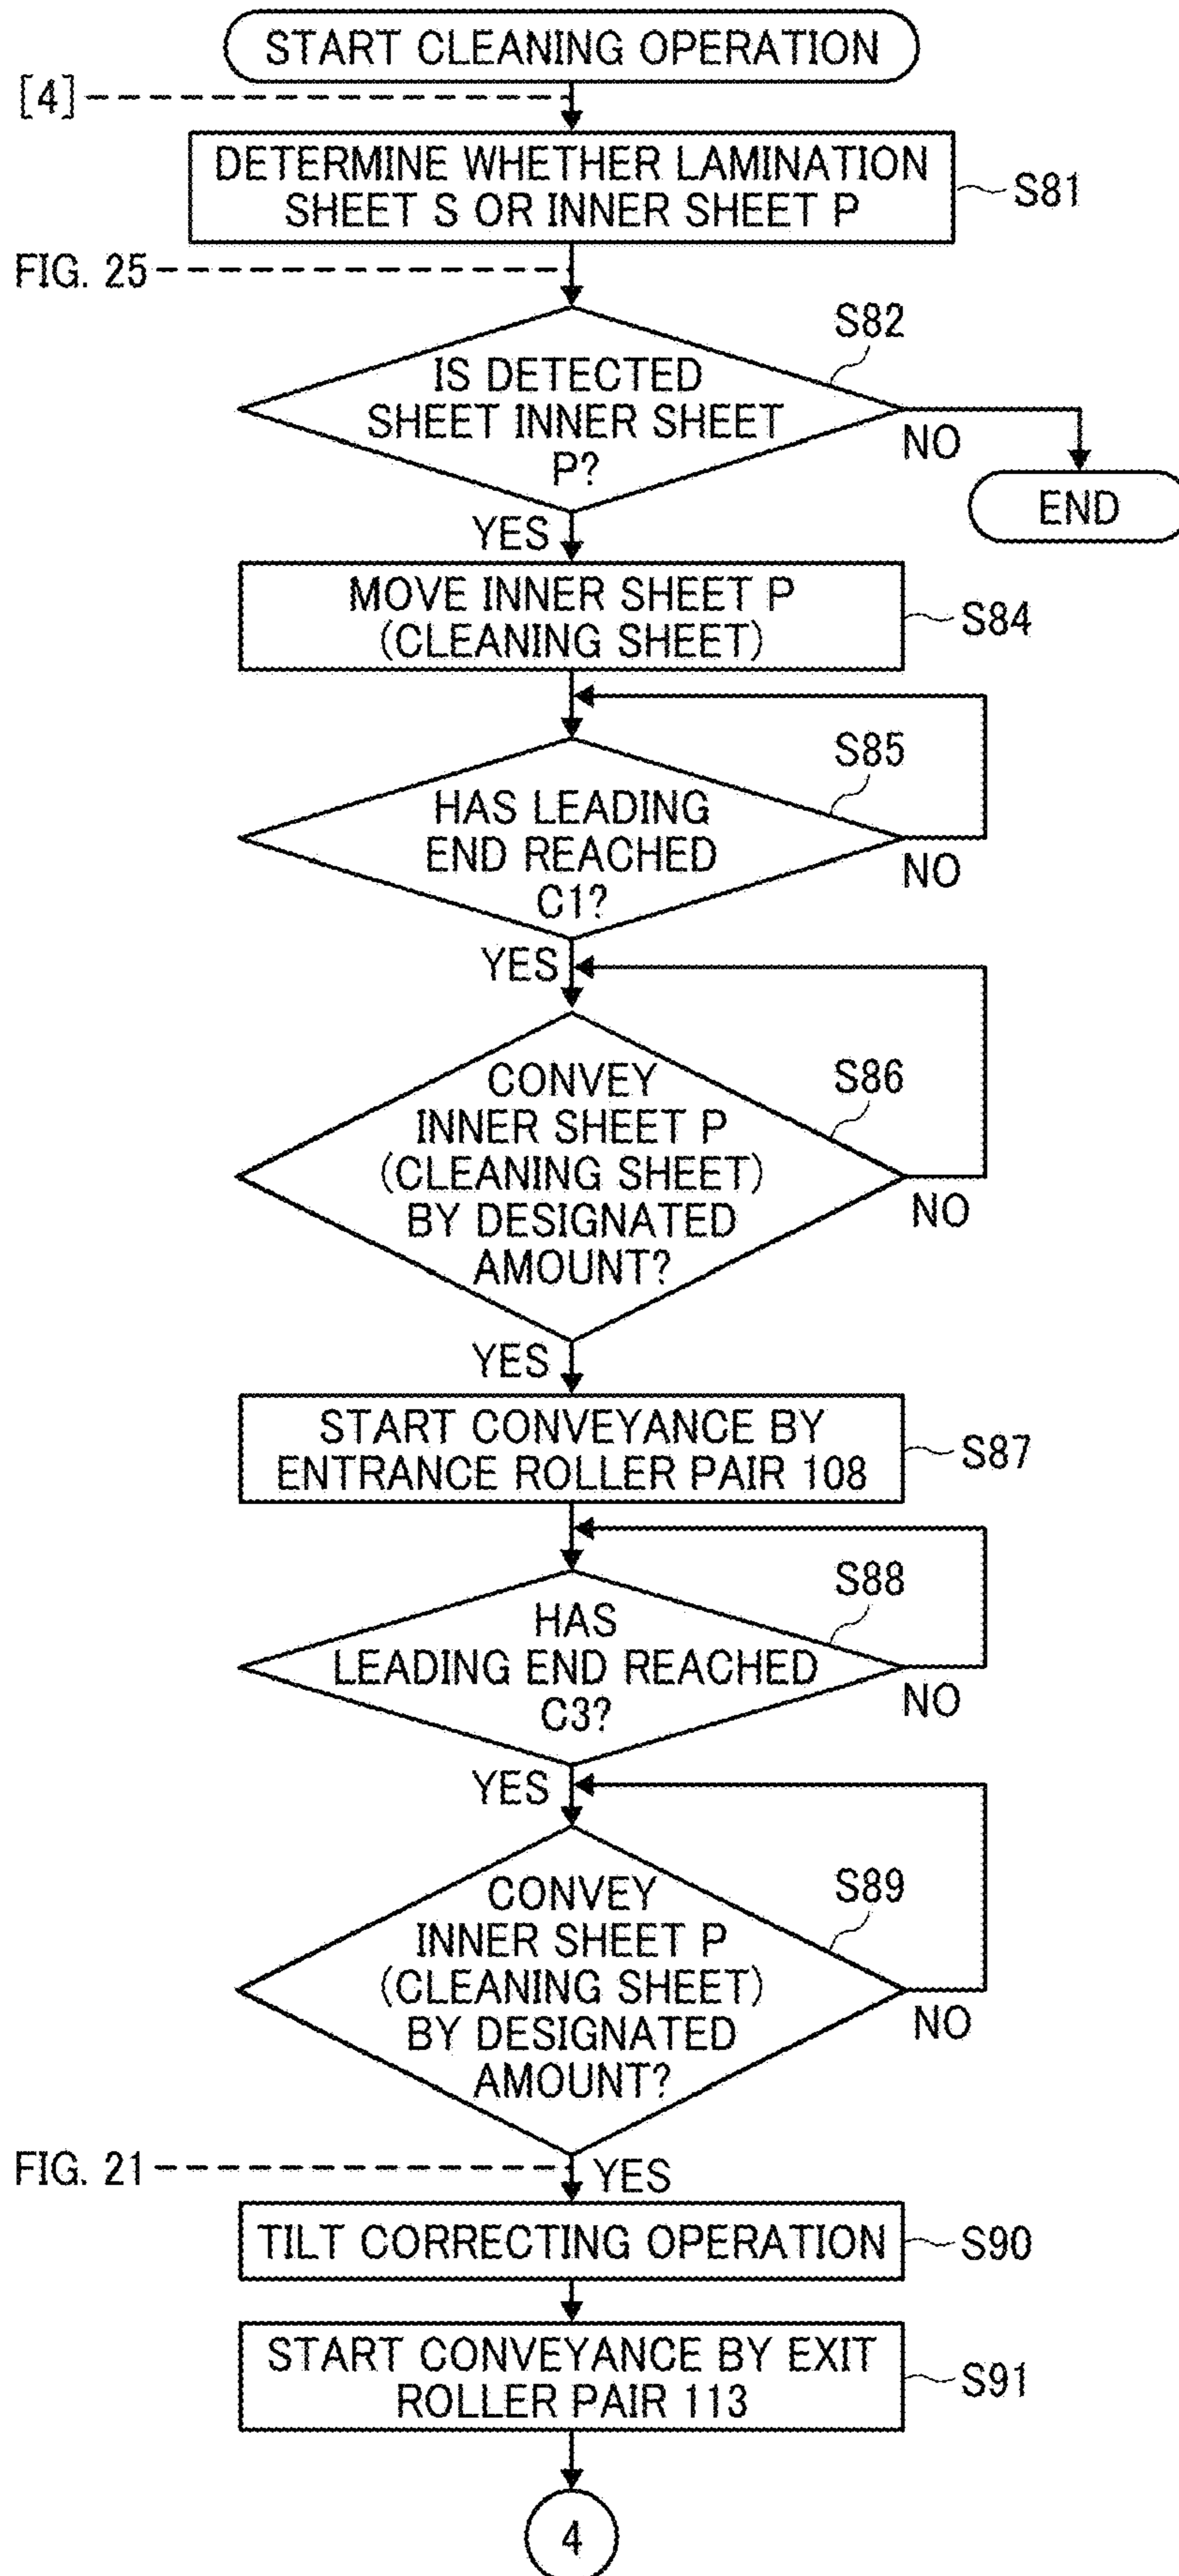 START CLEANING OPERATION
[4]
DETERMINE WHETHER LAMINATION
SHEET S OR INNER SHEET P
S81
FIG. 25
S82
IS DETECTED
SHEET INNER SHEET
P?
NO
END
YES
MOVE INNER SHEET P
(CLEANING SHEET)
S84
S85
HAS LEADING
END REACHED
C1?
NO
YES
S86
CONVEY
INNER SHEET P
(CLEANING SHEET)
BY DESIGNATED
AMOUNT?
NO
YES
START CONVEYANCE BY
ENTRANCE ROLLER PAIR 108
S87
S88
HAS
LEADING END REACHED
C3?
NO
YES
S89
CONVEY
INNER SHEET P
(CLEANING SHEET)
BY DESIGNATED
AMOUNT?
NO
FIG. 21
YES
TILT CORRECTING OPERATION
S90
START CONVEYANCE BY EXIT
ROLLER PAIR 113
S91
4